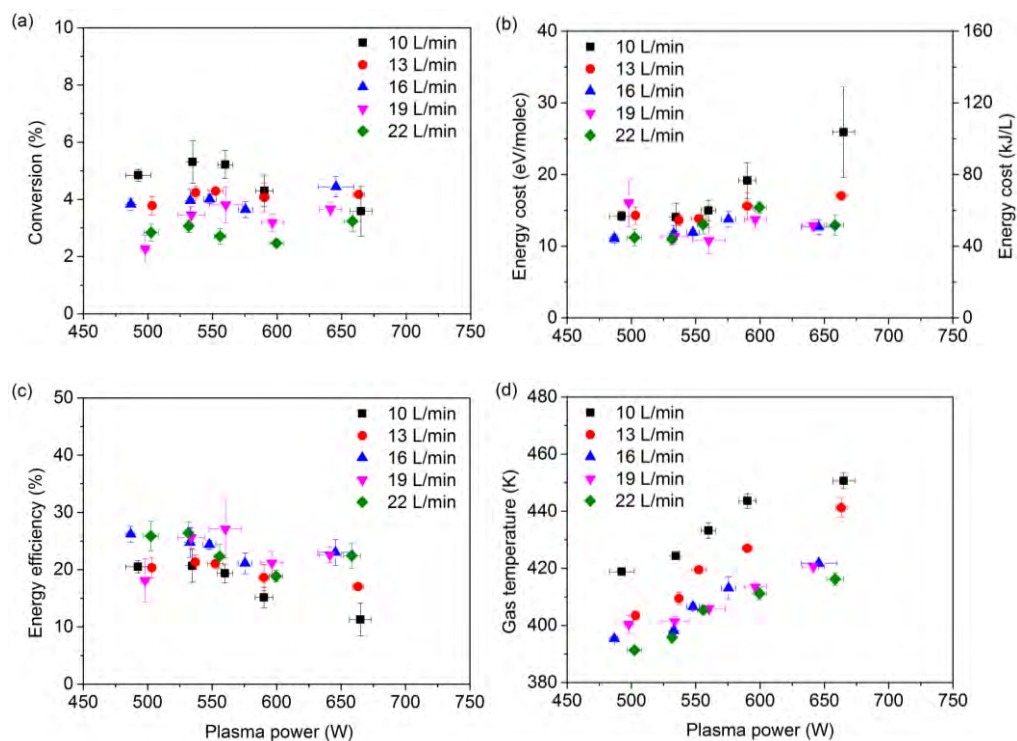 (a)
10
8
6
4
2
0
Conversion (%)
10 L/min
13 L/min
16 L/min
19 L/min
22 L/min
450 500 550 600 650 700 750
(b)
40
30
20
10
0
Energy cost (eV/molec)
10 L/min
13 L/min
16 L/min
19 L/min
22 L/min
160
120
80
40
0
Energy cost (kJ/L)
450 500 550 600 650 700 750
(c)
50
40
30
20
10
0
Energy efficiency (%)
10 L/min
13 L/min
16 L/min
19 L/min
22 L/min
450 500 550 600 650 700 750
Plasma power (W)
(d)
480
460
440
420
400
380
Gas temperature (K)
10 L/min
13 L/min
16 L/min
19 L/min
22 L/min
450 500 550 600 650 700 750
Plasma power (W)